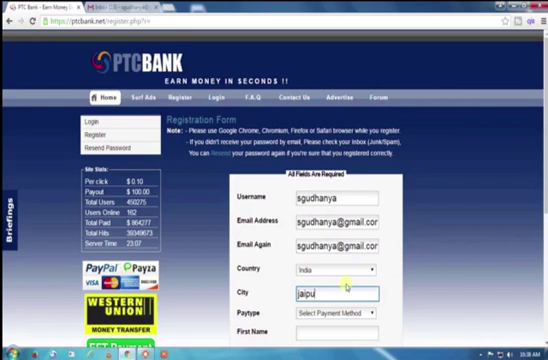 PTC Bank - Earn Money I
https://ptcbank.net/register.php?r=
PTCBANK
EARN MONEY IN SECONDS !!
Home Surf Ads Register Login F.A.Q Contact Us Advertise Forum
Login
Register
Resend Password
Registration Form
Note: - Please use Google Chrome, Chromium, Firefox or Safari browser while you register.
- If you didn't receive your password by email, Please check your Inbox (Junk/Spam),
You can Resend your password again if you're sure that you registered correctly.
Site Stats:
Per click $ 0.10
Payout $ 100.00
Total Users 450275
Users Online 162
Total Paid $ 864277
Total Hits 39349673
Server Time 23:07
Briefings
All Fields Are Required
Username sgudhanya
Email Address sgudhanya@gmail.com
Email Again sgudhanya@gmail.com
Country India
City jaipu
Paytype Select Payment Method
First Name
PayPal Payza
VISA
WESTERN
UNION
MONEY TRANSFER
10:38 AM